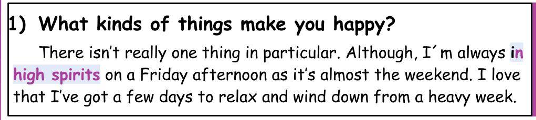 1) What kinds of things make you happy?
There isn't really one thing in particular. Although, I´m always in
high spirits on a Friday afternoon as it's almost the weekend. I love
that I've got a few days to relax and wind down from a heavy week.